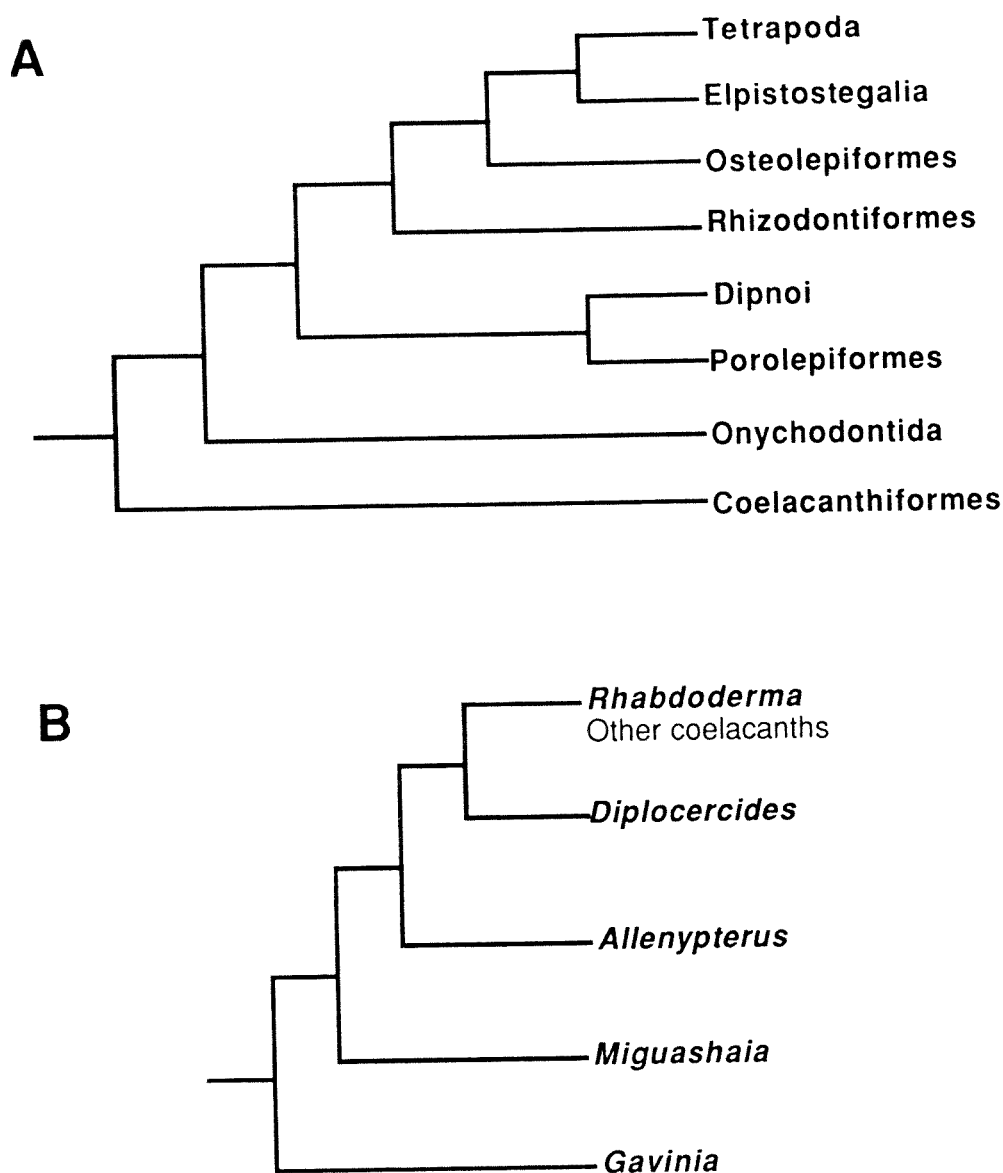 A
Tetrapoda
Elpistostegalia
Osteolepiformes
Rhizodontiformes
Dipnoi
Porolepiformes
Onychodontida
Coelacanthiformes
B
Rhabdoderma
Other coelacanths
Diplocercides
Allenypterus
Miguashaia
Gavinia